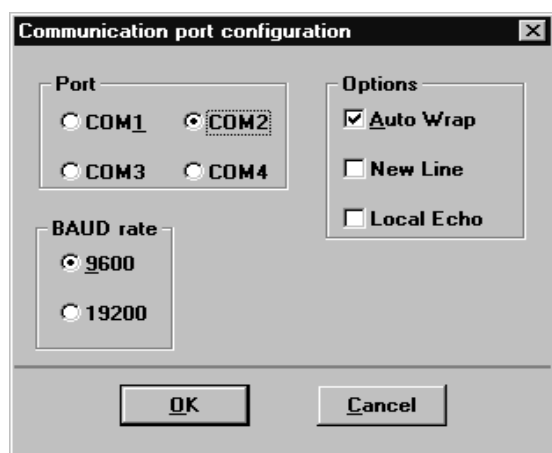 Communication port configuration
Port
COM1 COM2
COM3 COM4
Options
Auto Wrap
New Line
Local Echo
BAUD rate
9600
19200
OK Cancel